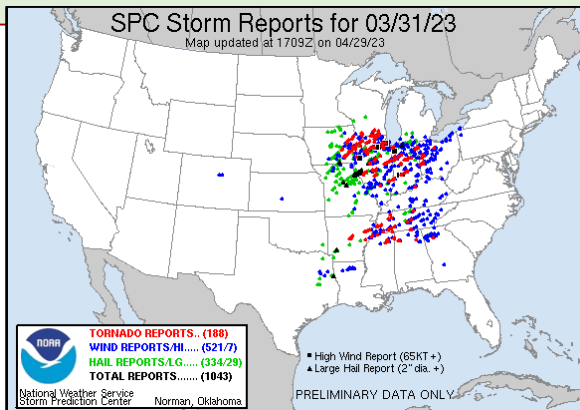 SPC Storm Reports for 03/31/23
Map updated at 1709Z on 04/29/23
NOAA
TORNADO REPORTS.. (188)
WIND REPORTS/HI..... (521/7)
HAIL REPORTS/LG.... (334/29)
TOTAL REPORTS....... (1043)
National Weather Service
Storm Prediction Center Norman, Oklahoma
High Wind Report (65KT +)
Large Hail Report (2" dia. +)
PRELIMINARY DATA ONLY